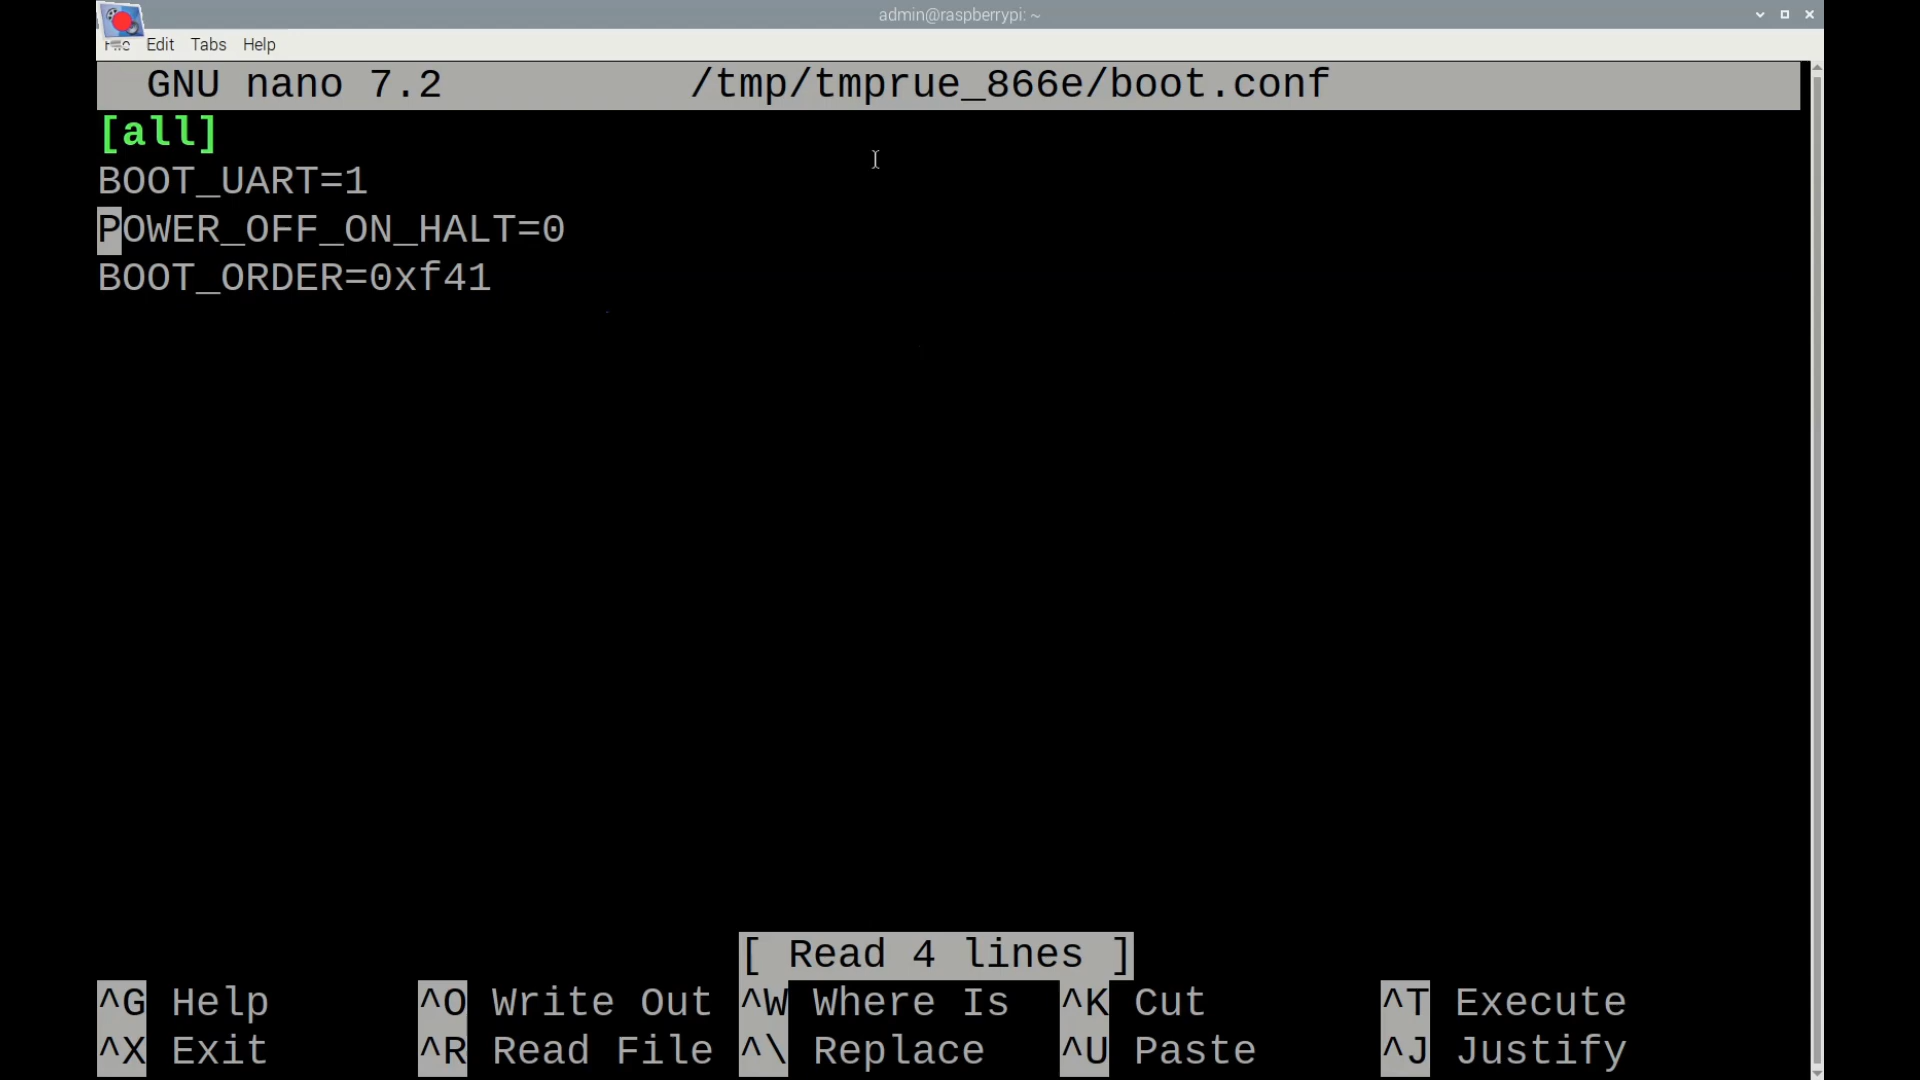 admin@raspberrypi: ~
Edit Tabs Help
GNU nano 7.2 /tmp/tmprue_866e/boot.conf
[all]
BOOT_UART=1
POWER_OFF_ON_HALT=0
BOOT_ORDER=0xf41
[ Read 4 lines ]
^G Help ^O Write Out ^W Where Is ^K Cut ^T Execute
^X Exit ^R Read File ^\ Replace ^U Paste ^J Justify